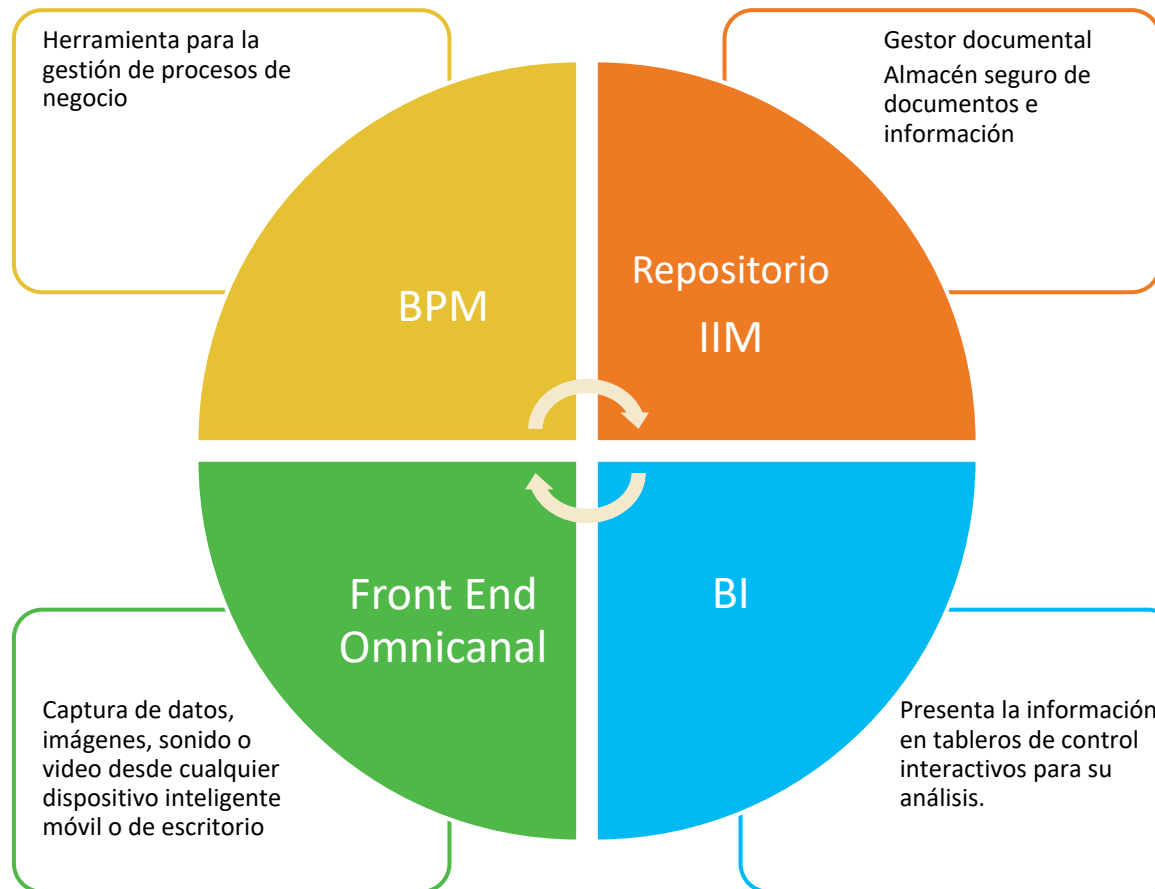 Herramienta para la
gestión de procesos de
negocio
Gestor documental
Almacén seguro de
documentos e
información
BPM
Repositorio
IIM
Front End
Omnicanal
BI
Captura de datos,
imágenes, sonido o
video desde cualquier
dispositivo inteligente
móvil o de escritorio
Presenta la información
en tableros de control
interactivos para su
análisis.